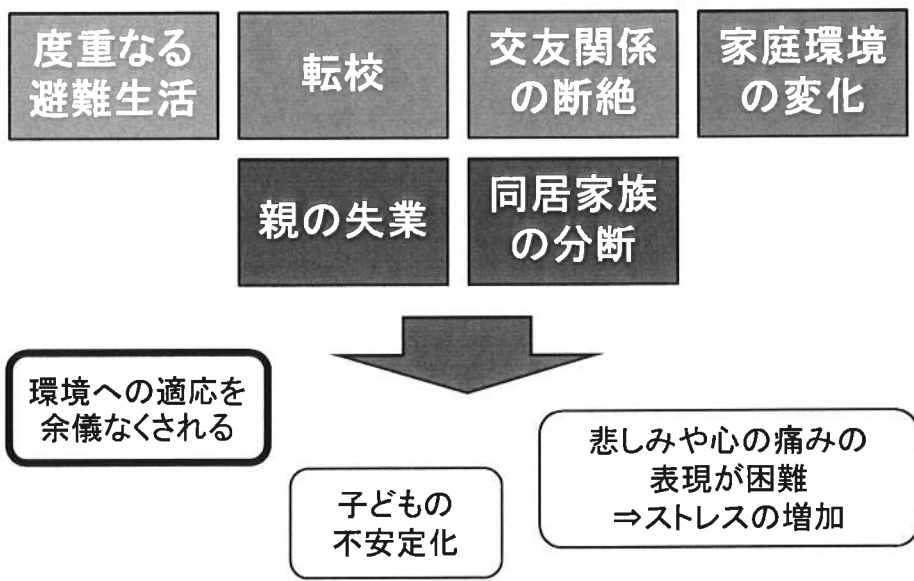 度重なる
避難生活
転校
交友関係
の断絶
家庭環境
の変化
親の失業
同居家族
の分断
環境への適応を
余儀なくされる
子どもの
不安定化
悲しみや心の痛みの
表現が困難
⇒ストレスの増加